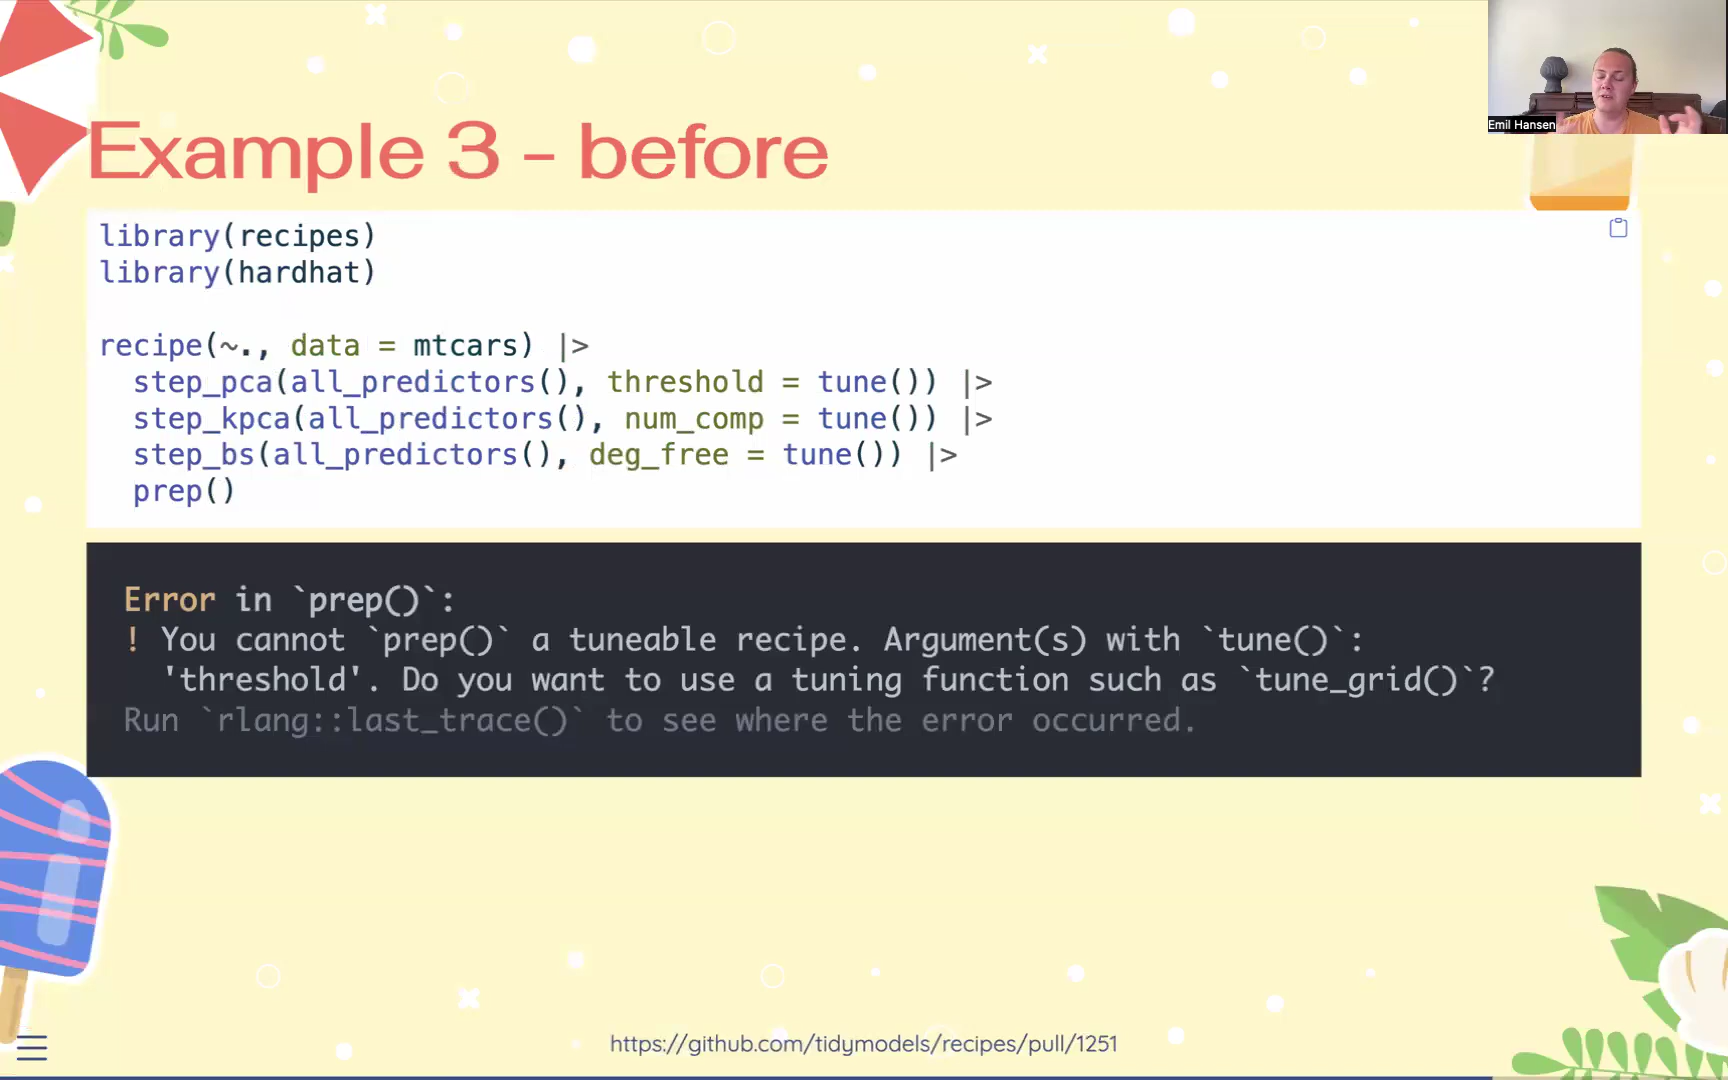 Emil Hansen
Example 3 - before
library(recipes)
library(hardhat)
recipe(~., data = mtcars) |>
  step_pca(all_predictors(), threshold = tune()) |>
  step_kpca(all_predictors(), num_comp = tune()) |>
  step_bs(all_predictors(), deg_free = tune()) |>
  prep()
Error in `prep()`:
! You cannot `prep()` a tuneable recipe. Argument(s) with `tune()`:
  'threshold'. Do you want to use a tuning function such as `tune_grid()`?
Run `rlang::last_trace()` to see where the error occurred.
https://github.com/tidymodels/recipes/pull/1251